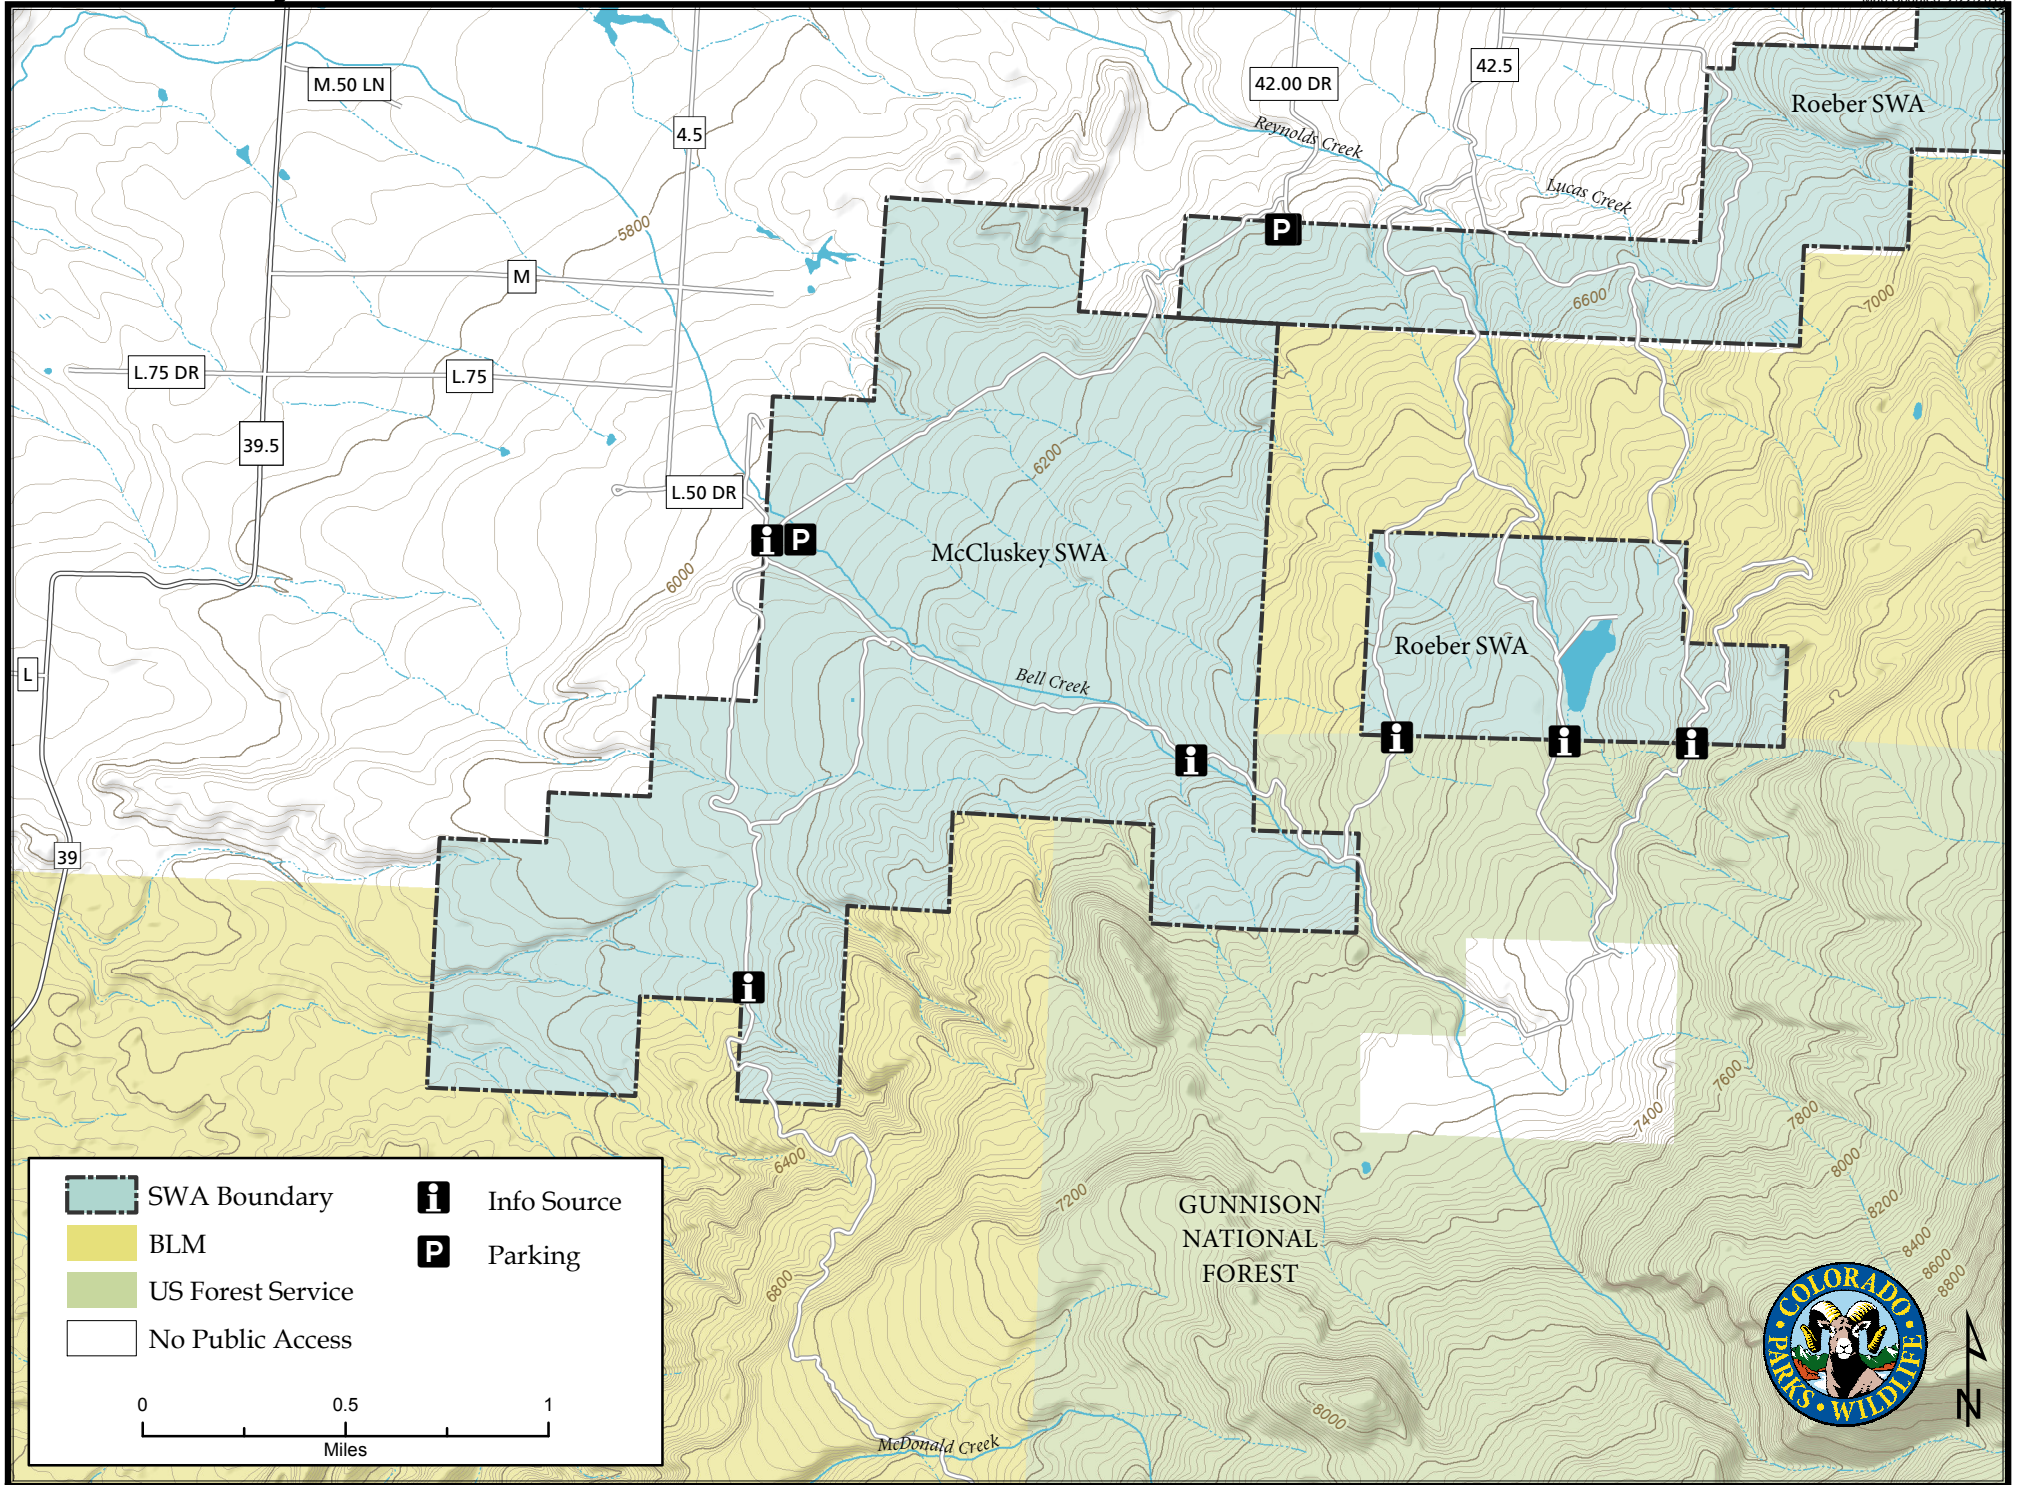 M.50 LN
42.00 DR
42.5
Roeber SWA
4.5
Reynolds Creek
Lucas Creek
5800
M
6600
7000
L.75 DR
L.75
39.5
6200
L.50 DR
i
P
P
McCluskey SWA
6000
Roeber SWA
L
Bell Creek
i
i
i
i
39
i
7600
7400
7800
6400
8000
7200
8200
GUNNISON
NATIONAL
FOREST
8400
8600
8800
6800
8000
McDonald Creek
SWA Boundary
BLM
US Forest Service
No Public Access
i Info Source
P Parking
0 0.5 1
Miles
COLORADO
PARKS • WILDLIFE
N